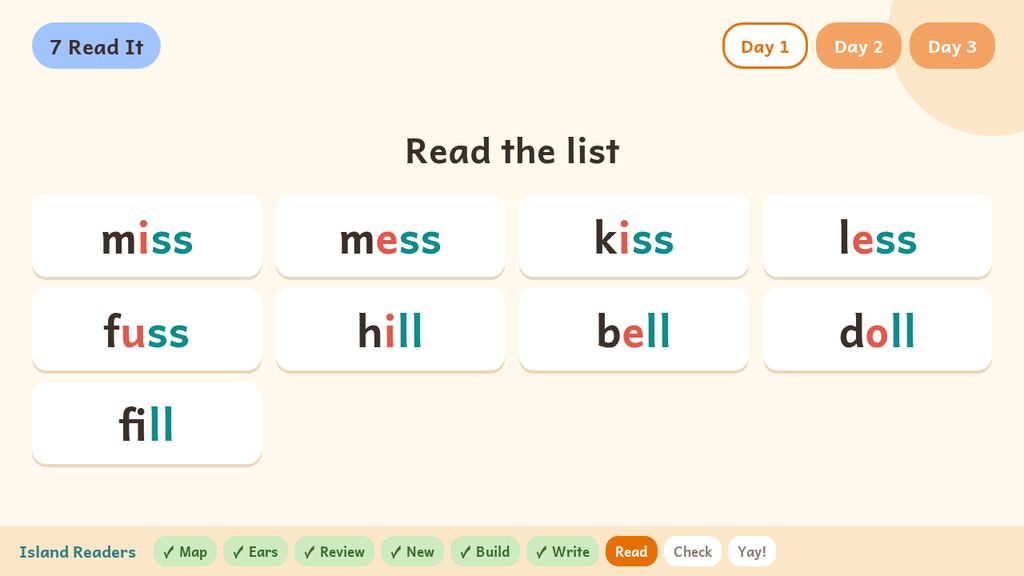 7 Read It
Day 1 Day 2 Day 3
Read the list
miss mess kiss less
fuss hill bell doll
fill
Island Readers ✓ Map ✓ Ears ✓ Review ✓ New ✓ Build ✓ Write Read Check Yay!